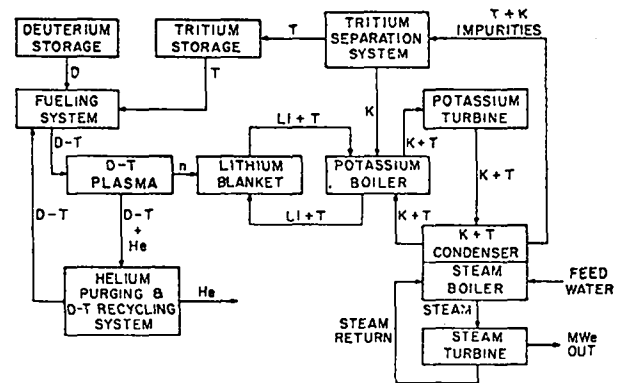 DEUTERIUM
STORAGE
TRITIUM
STORAGE
T
TRITIUM
SEPARATION
SYSTEM
T + K
IMPURITIES
D
T
FUELING
SYSTEM
K
POTASSIUM
TURBINE
D-T
LI + T
K+T
D-T
PLASMA
n
LITHIUM
BLANKET
POTASSIUM
BOILER
K+T
D-T
D-T
+
He
LI + T
K+T
K + T
CONDENSER
HELIUM
PURGING &
D-T RECYCLING
SYSTEM
He
STEAM
BOILER
FEED
WATER
STEAM
RETURN
STEAM
STEAM
TURBINE
MWe
OUT